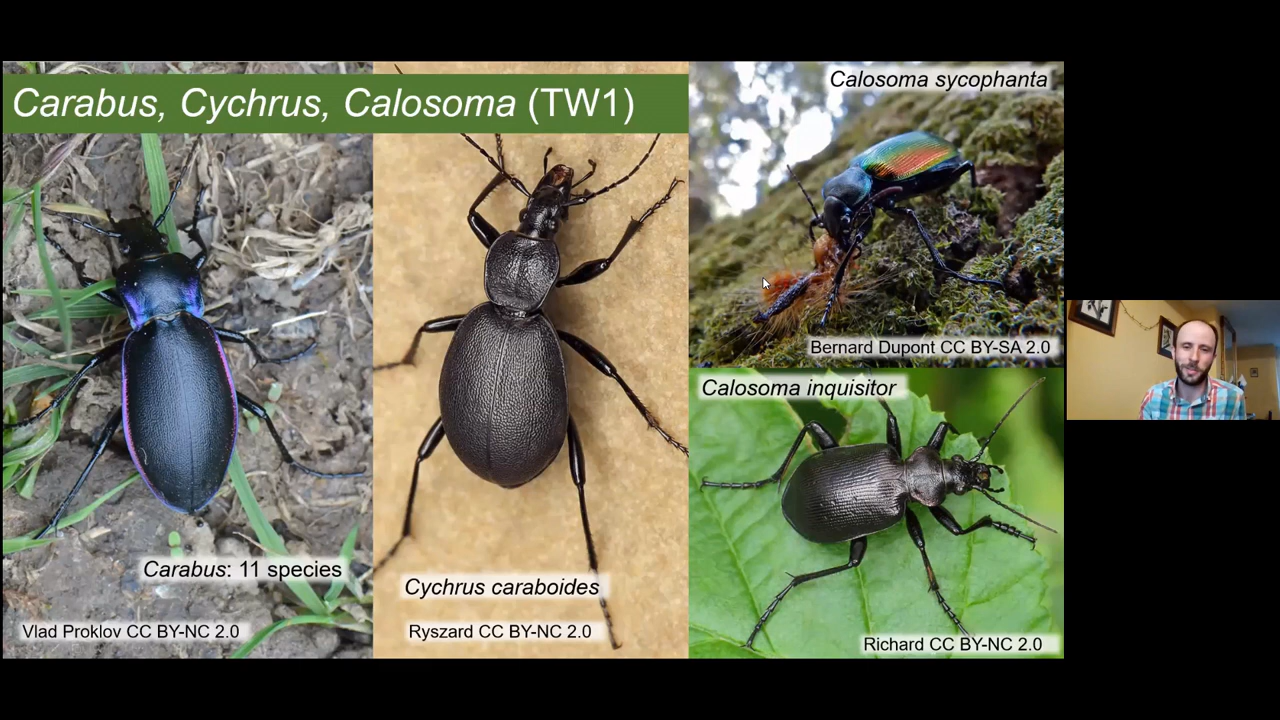 Carabus, Cychrus, Calosoma (TW1)
Carabus: 11 species
Vlad Proklov CC BY-NC 2.0
Cychrus caraboides
Ryszard CC BY-NC 2.0
Calosoma sycophanta
Bernard Dupont CC BY-SA 2.0
Calosoma inquisitor
Richard CC BY-NC 2.0